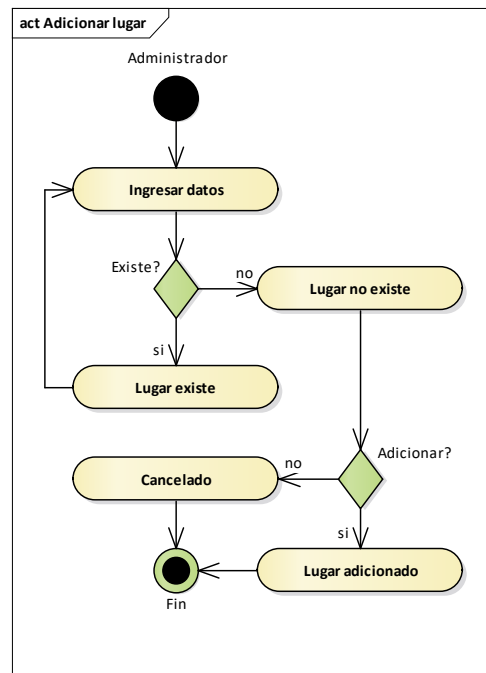 act Adicionar lugar
Administrador
Ingresar datos
Existe?
no
Lugar no existe
si
Lugar existe
Adicionar?
no
Cancelado
si
Lugar adicionado
Fin